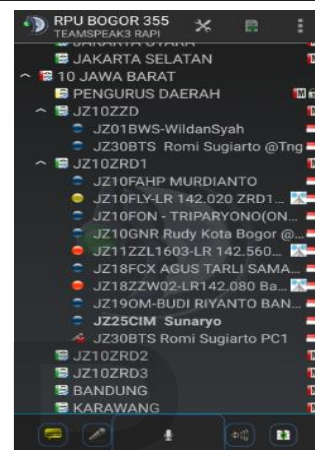 RPU BOGOR 355
TEAMSPEAK3 RAPI
JAKARTA UTARA
JAKARTA SELATAN
10 JAWA BARAT
PENGURUS DAERAH
JZ10ZZD
JZ01BWS-WildanSyah
JZ30BTS Romi Sugiarto @Tng
JZ10ZRD1
JZ10FAHP MURDIANTO
JZ10FLY-LR 142.020 ZRD1...
JZ10FON - TRIPARYONO(ON...
JZ10GNR Rudy Kota Bogor @...
JZ11ZZL1603-LR 142.560...
JZ18FCX AGUS TARLI SAMA...
JZ18ZZW02-LR142.080 Ba...
JZ19OM-BUDI RIYANTO BAN...
JZ25CIM Sunaryo
JZ30BTS Romi Sugiarto PC1
JZ10ZRD2
JZ10ZRD3
BANDUNG
KARAWANG